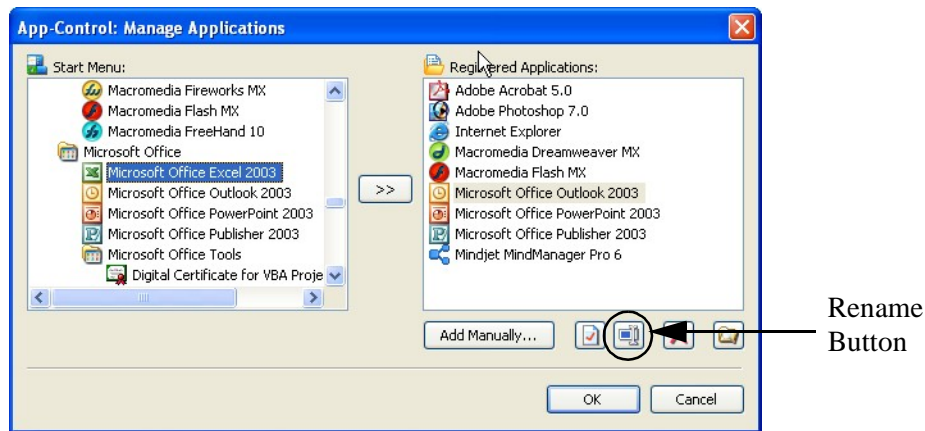 App-Control: Manage Applications
Start Menu:
Macromedia Fireworks MX
Macromedia Flash MX
Macromedia FreeHand 10
Microsoft Office
Microsoft Office Excel 2003
Microsoft Office Outlook 2003
Microsoft Office PowerPoint 2003
Microsoft Office Publisher 2003
Microsoft Office Tools
Digital Certificate for VBA Proje
>>
Registered Applications:
Adobe Acrobat 5.0
Adobe Photoshop 7.0
Internet Explorer
Macromedia Dreamweaver MX
Macromedia Flash MX
Microsoft Office Outlook 2003
Microsoft Office PowerPoint 2003
Microsoft Office Publisher 2003
Mindjet MindManager Pro 6
Add Manually...
OK
Cancel
Rename
Button